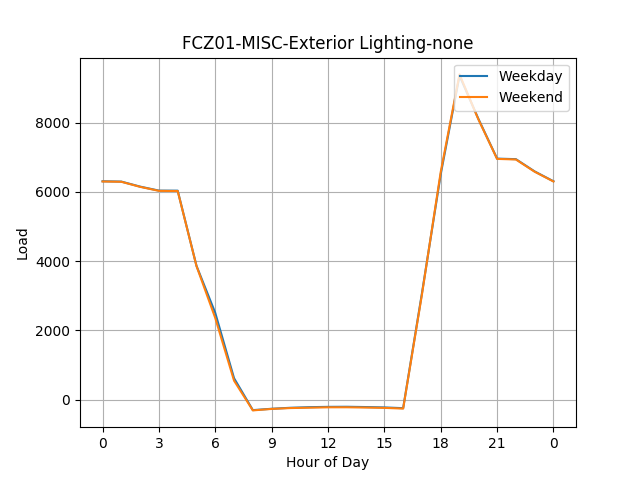 FCZ01-MISC-Exterior Lighting-none
Weekday
Weekend
8000
6000
4000
2000
0
Load
0 3 6 9 12 15 18 21 0
Hour of Day